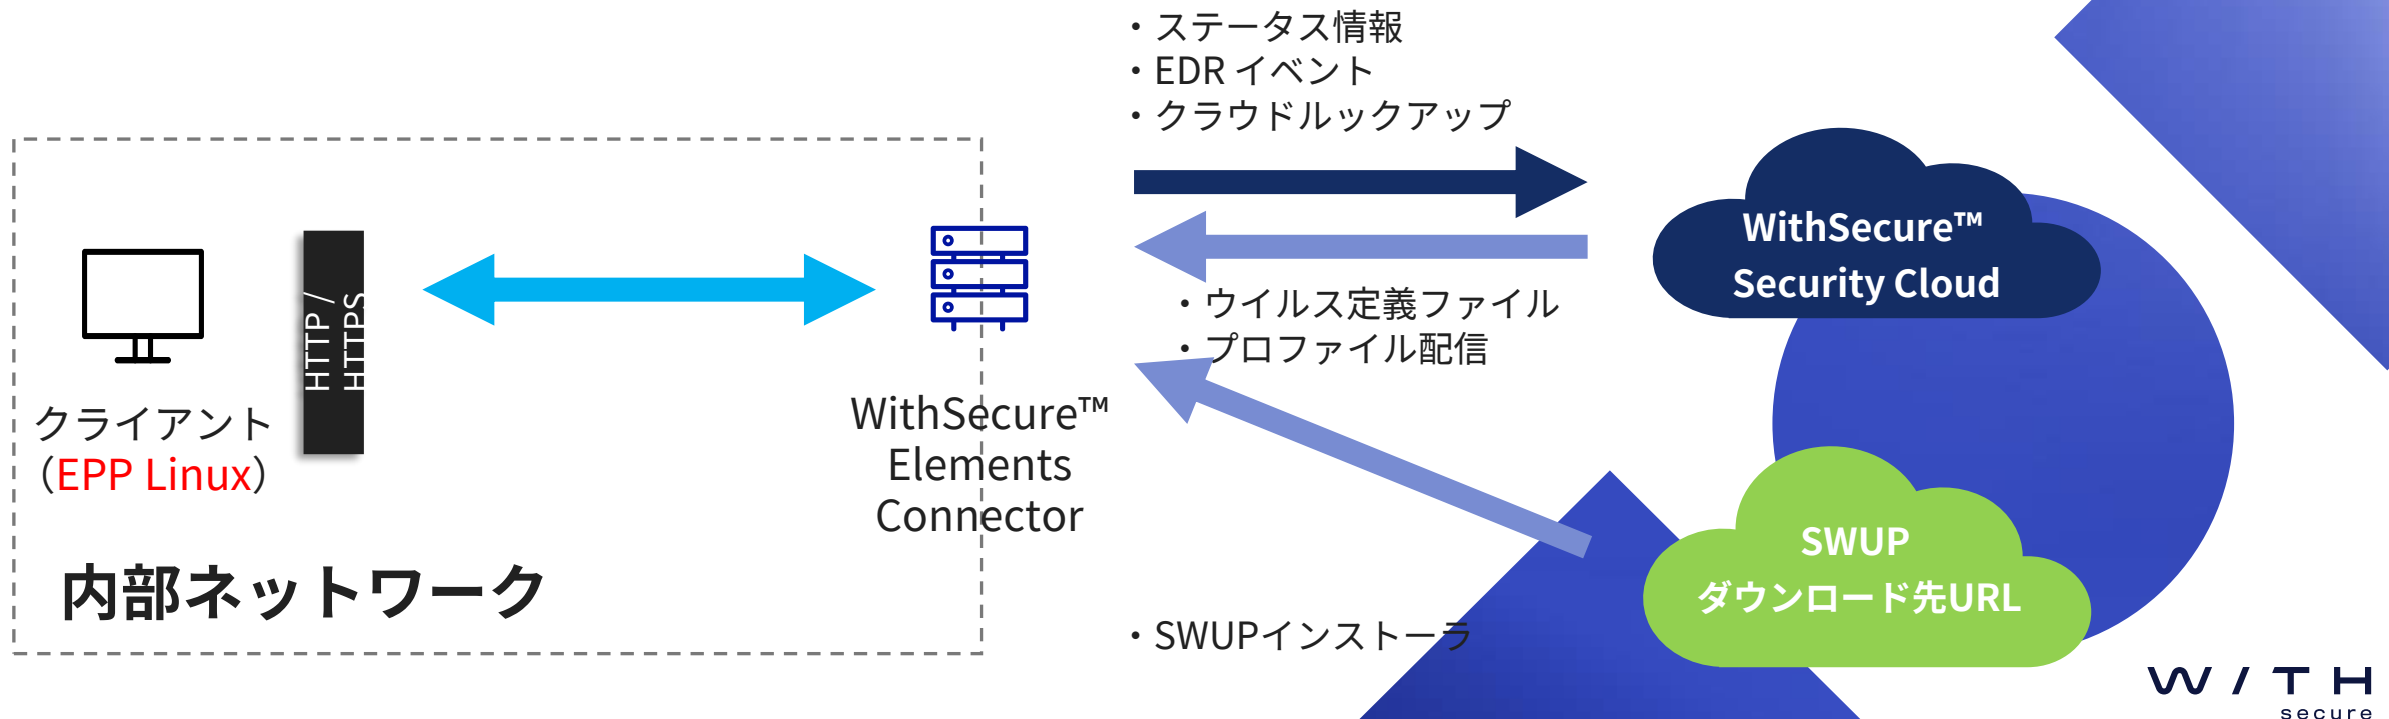 ・ステータス情報
・EDR イベント
・クラウドルックアップ
WithSecure™
Security Cloud
・ウイルス定義ファイル
・プロファイル配信
HTTP /
HTTPS
クライアント
（EPP Linux）
WithSecure™
Elements
Connector
内部ネットワーク
SWUP
ダウンロード先URL
・SWUPインストーラ
W / T H
secure